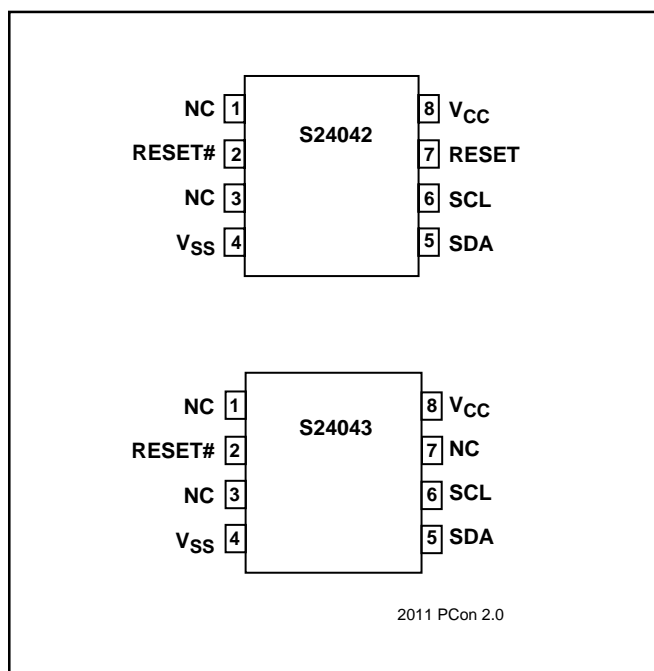 S24042
NC 1
RESET# 2
NC 3
VSS 4
8 VCC
7 RESET
6 SCL
5 SDA
S24043
NC 1
RESET# 2
NC 3
VSS 4
8 VCC
7 NC
6 SCL
5 SDA
2011 PCon 2.0